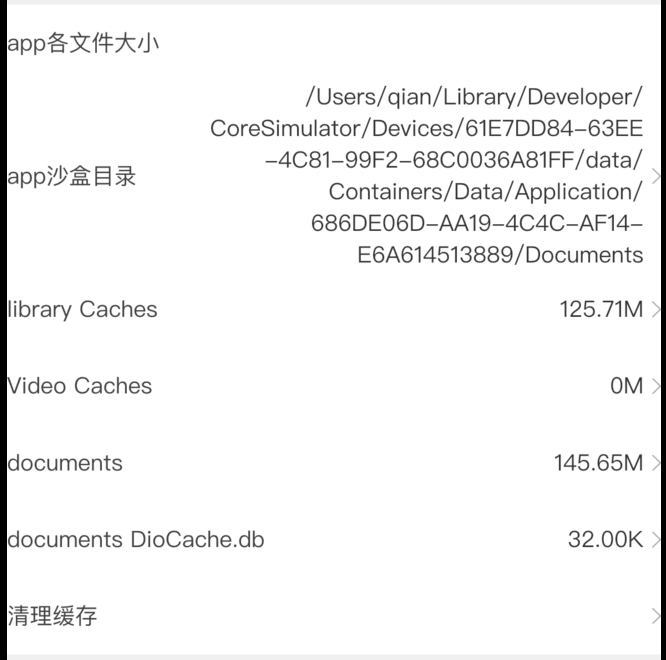 app各文件大小
/Users/qian/Library/Developer/
CoreSimulator/Devices/61E7DD84-63EE
-4C81-99F2-68C0036A81FF/data/
app沙盒目录
Containers/Data/Application/
686DE06D-AA19-4C4C-AF14-
E6A614513889/Documents
library Caches 125.71M
Video Caches 0M
documents 145.65M
documents DioCache.db 32.00K
清理缓存